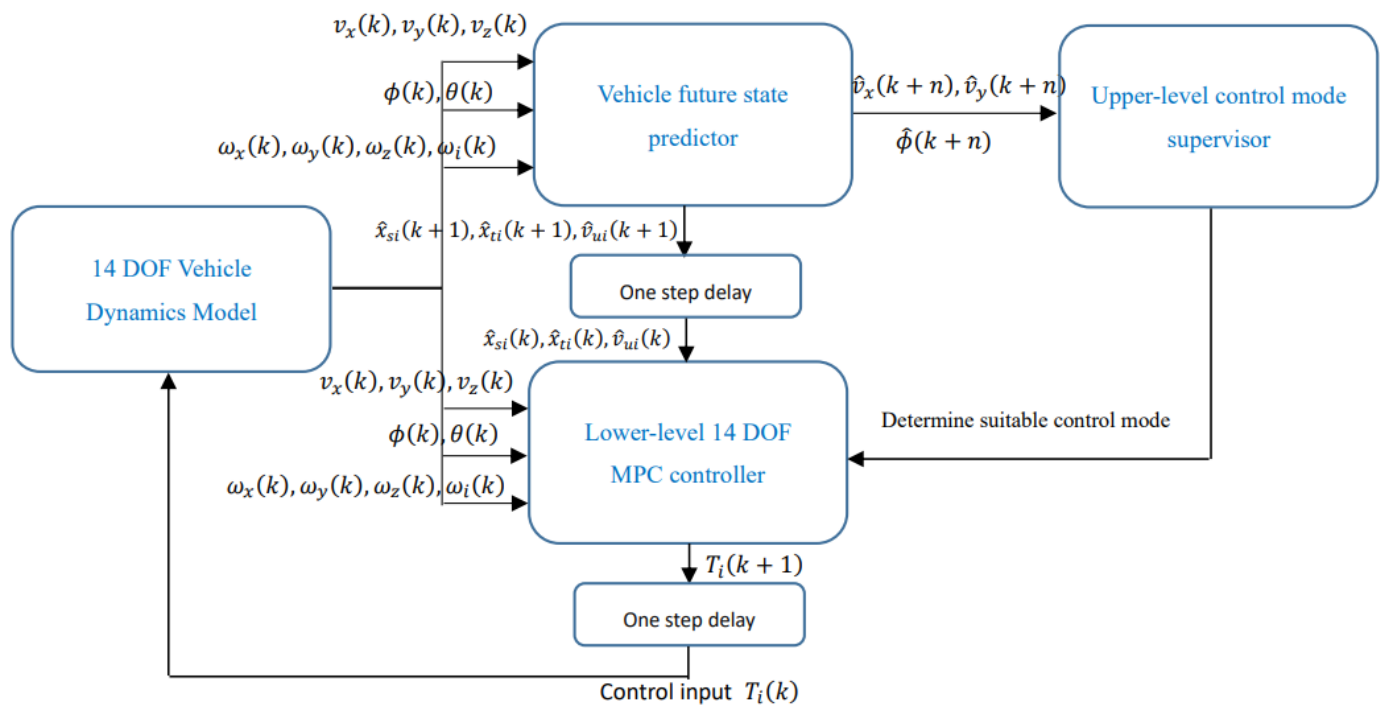 v_x(k), v_y(k), v_z(k)
ϕ(k), θ(k)
ω_x(k), ω_y(k), ω_z(k), ω_i(k)
Vehicle future state
predictor
v̂_x(k + n), v̂_y(k + n)
ϕ̂(k + n)
Upper-level control mode
supervisor
14 DOF Vehicle
Dynamics Model
x̂_si(k + 1), x̂_ti(k + 1), v̂_ui(k + 1)
One step delay
x̂_si(k), x̂_ti(k), v̂_ui(k)
v_x(k), v_y(k), v_z(k)
ϕ(k), θ(k)
ω_x(k), ω_y(k), ω_z(k), ω_i(k)
Lower-level 14 DOF
MPC controller
Determine suitable control mode
T_i(k + 1)
One step delay
Control input T_i(k)